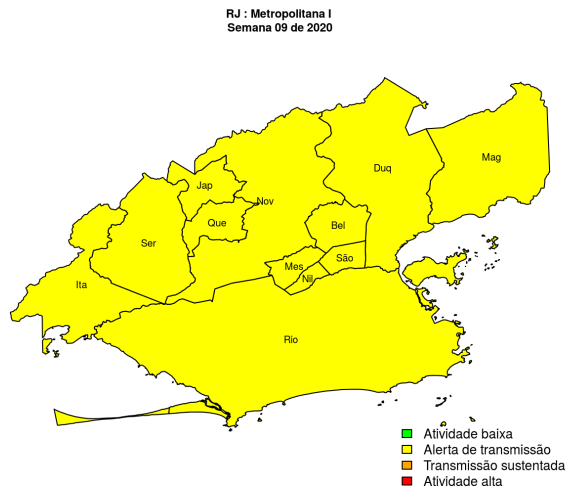 RJ : Metropolitana I
Semana 09 de 2020
Mag
Duq
Jap
Nov
Que
Bel
Ser
São
Mes
Nil
Ita
Rio
Atividade baixa
Alerta de transmissão
Transmissão sustentada
Atividade alta